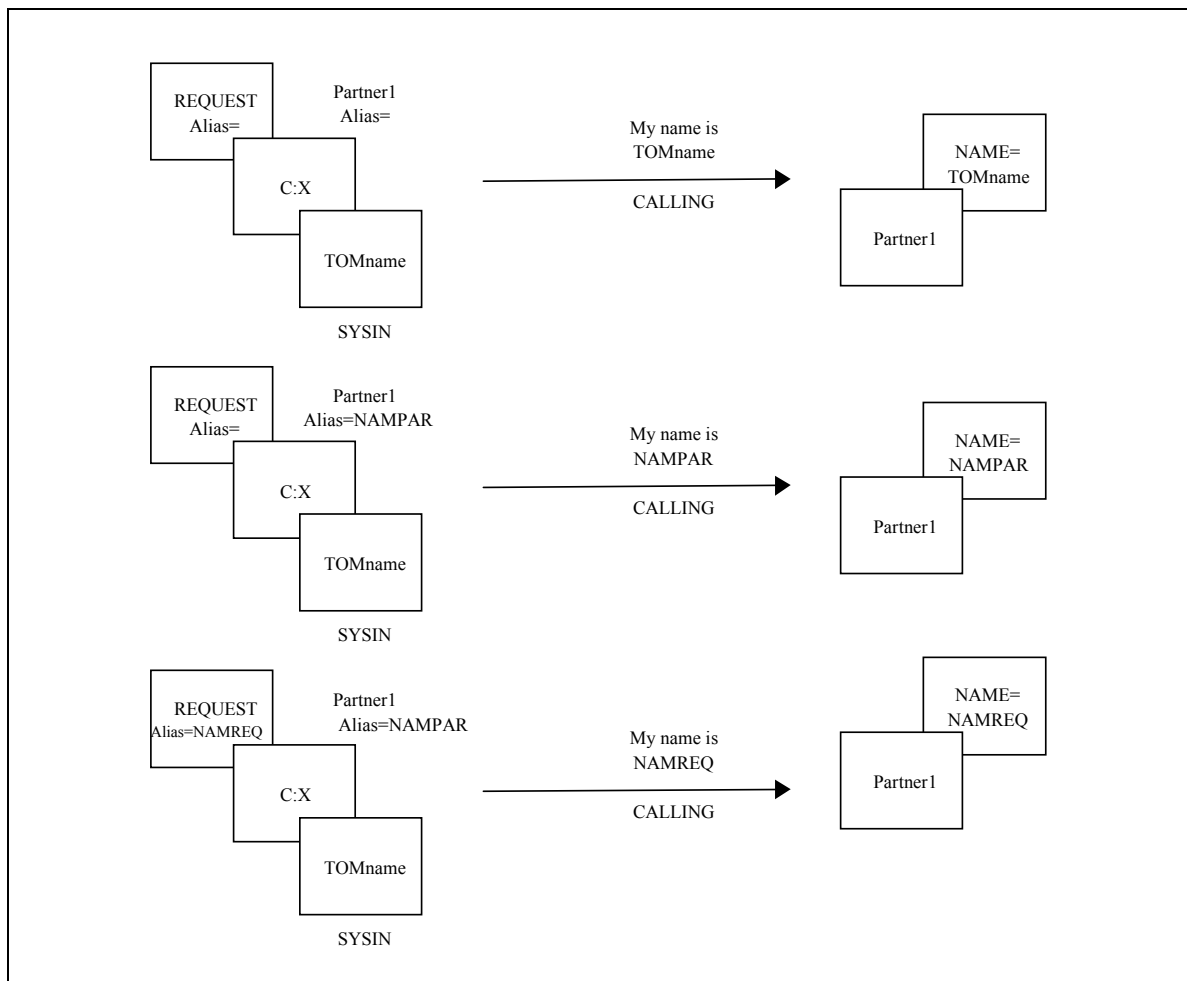 REQUEST
Alias=
Partner1
Alias=
C:X
TOMname
SYSIN
My name is
TOMname
CALLING
NAME=
TOMname
Partner1
REQUEST
Alias=
Partner1
Alias=NAMPAR
C:X
TOMname
SYSIN
My name is
NAMPAR
CALLING
NAME=
NAMPAR
Partner1
REQUEST
Alias=NAMREQ
Partner1
Alias=NAMPAR
C:X
TOMname
SYSIN
My name is
NAMREQ
CALLING
NAME=
NAMREQ
Partner1